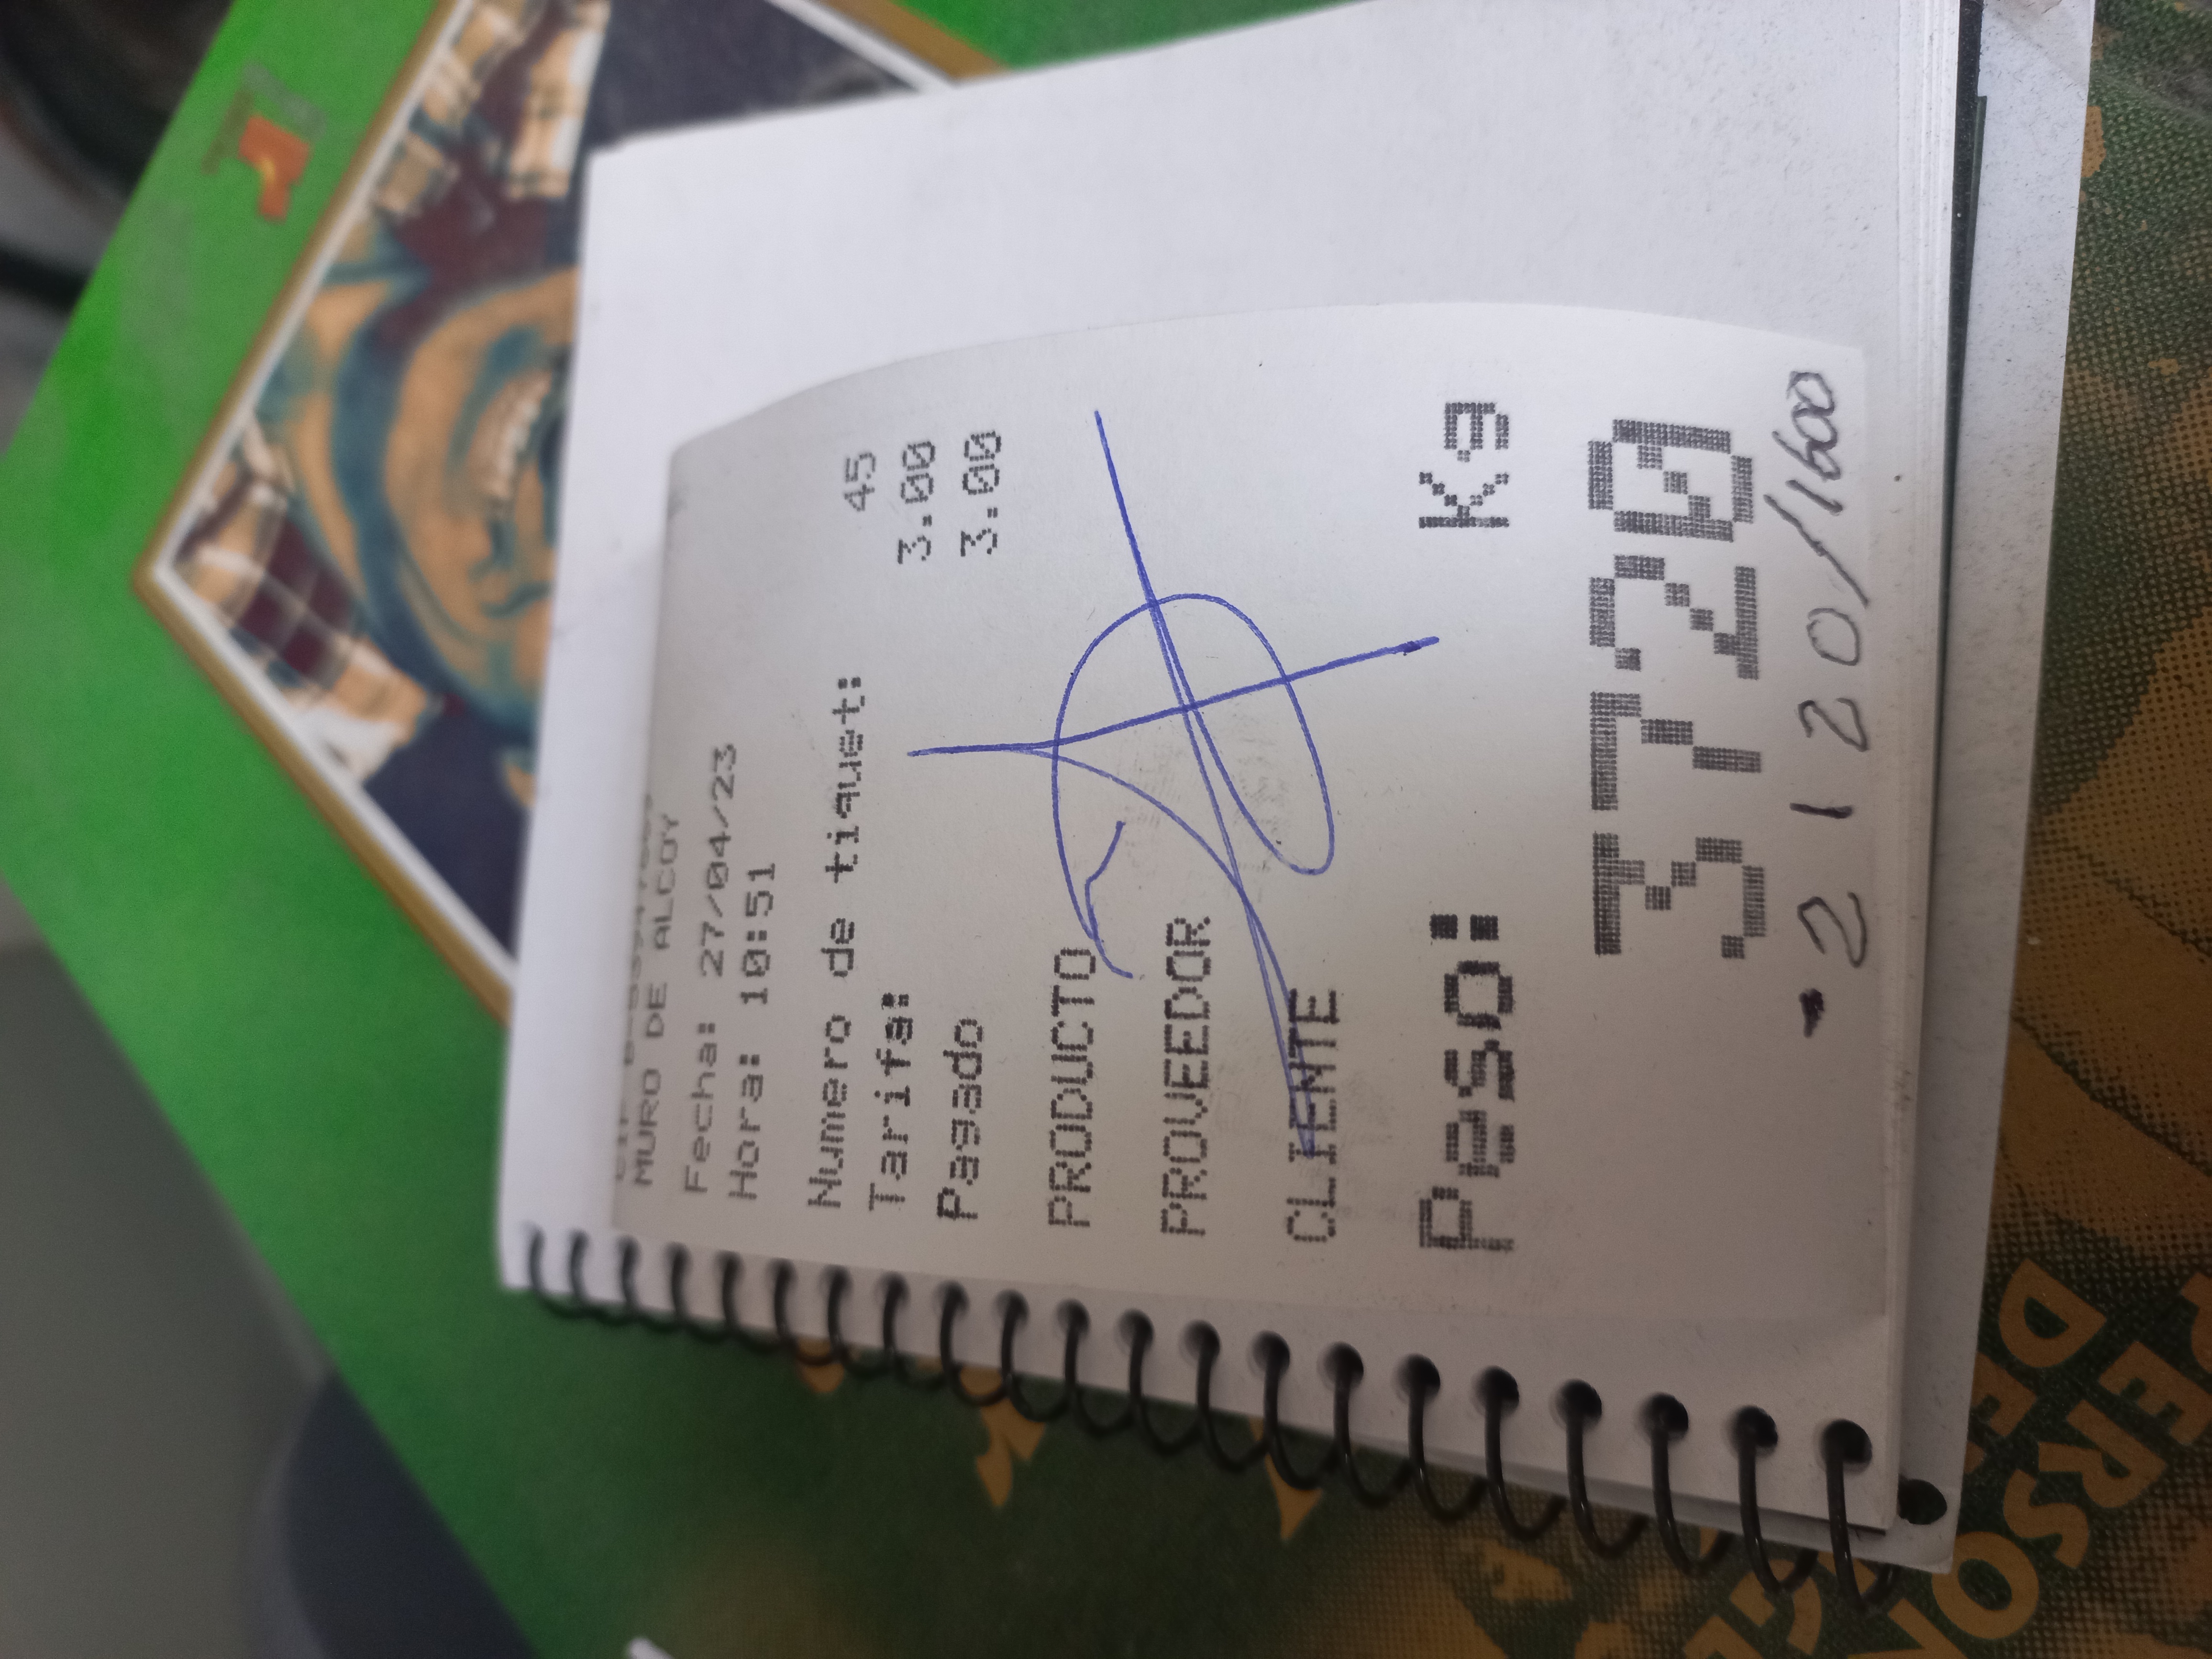 MURO DE ALCOY
Fecha: 27/04/23
Hora: 10:51
Numero de tiquet: 45
Tarifa: 3.00
Pagado 3.00
PRODUCTO
PROVEEDOR
CLIENTE
Peso: Kg
3720
- 2120/1600